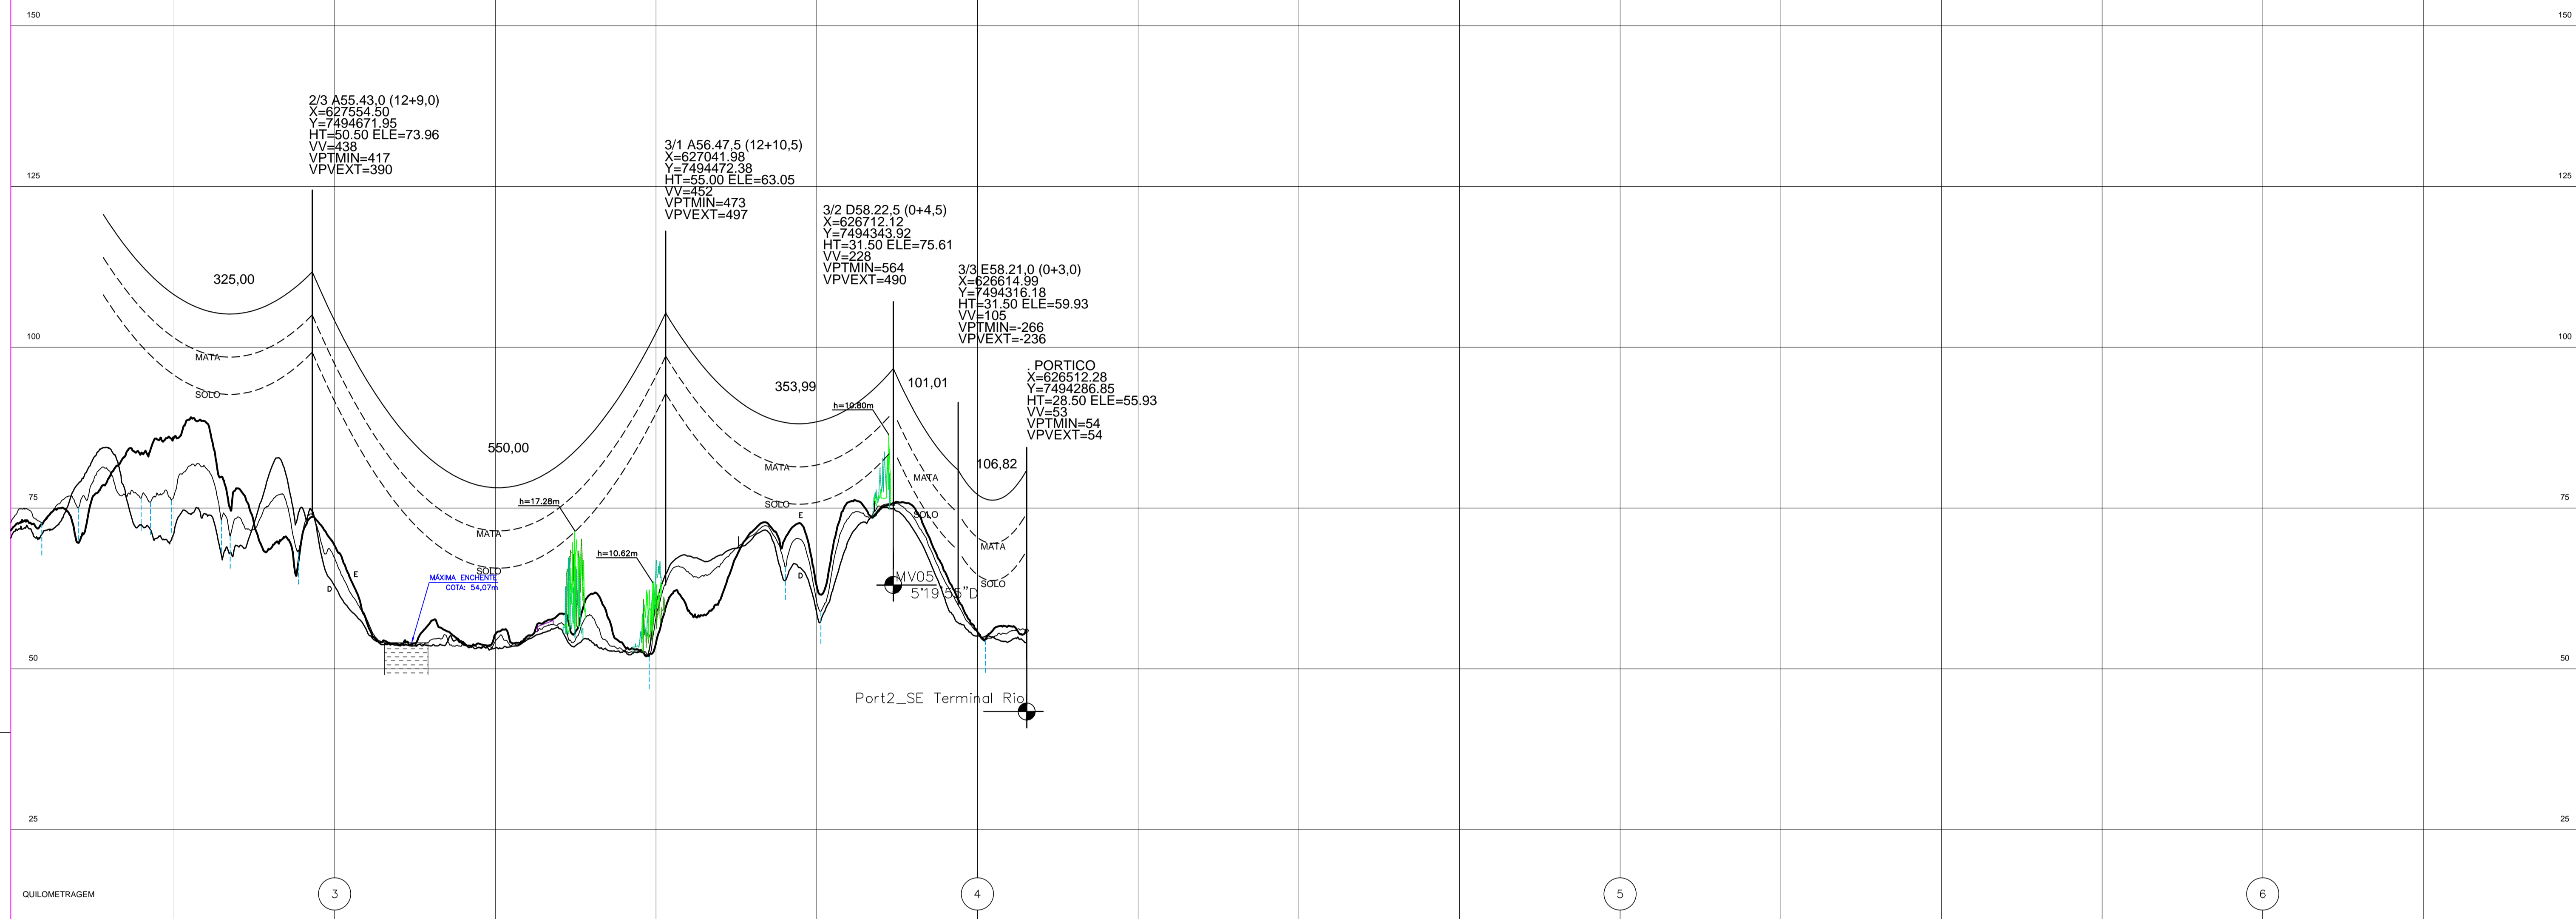 150
150
2/3 A55.43,0 (12+9,0)
X=627554.50
Y=7494671.95
HT=50.50 ELE=73.96
VV=438
VPTMIN=417
VPVEXT=390
3/1 A56.47,5 (12+10,5)
X=627041.98
Y=7494472.38
HT=55.00 ELE=63.05
VV=452
VPTMIN=473
VPVEXT=497
125
125
3/2 D58.22,5 (0+4,5)
X=626712.12
Y=7494343.92
HT=31.50 ELE=75.61
VV=228
VPTMIN=564
VPVEXT=490
3/3 E58.21,0 (0+3,0)
X=626614.99
Y=7494316.18
HT=31.50 ELE=59.93
VV=105
VPTMIN=-266
VPVEXT=-236
325,00
100
100
MATA
. PORTICO
X=626512.28
Y=7494286.85
HT=28.50 ELE=55.93
VV=53
VPTMIN=54
VPVEXT=54
353,99
101,01
SOLO
h=10.80m
550,00
106,82
MATA
MATA
75
75
h=17.28m
SOLO
SOLO
E
MATA
MATA
h=10.62m
SOLO
E
D
MÁXIMA ENCHENTE
COTA: 54,07m
D
MV05
SOLO
5°19'55"D
50
50
Port2_SE Terminal Rio
25
25
QUILOMETRAGEM
3
4
5
6